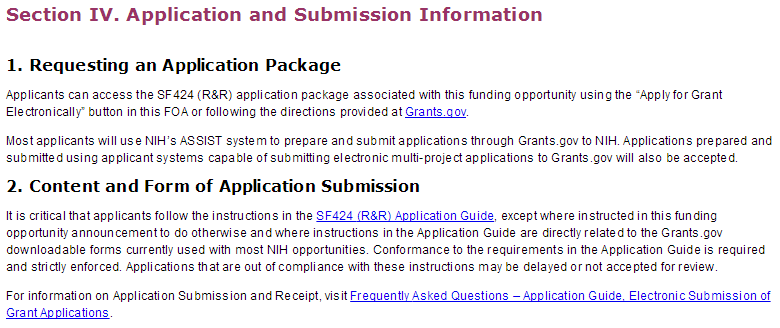 Section IV. Application and Submission Information
1. Requesting an Application Package
Applicants can access the SF424 (R&R) application package associated with this funding opportunity using the “Apply for Grant
Electronically” button in this FOA or following the directions provided at Grants.gov.
Most applicants will use NIH’s ASSIST system to prepare and submit applications through Grants.gov to NIH. Applications prepared and
submitted using applicant systems capable of submitting electronic multi-project applications to Grants.gov will also be accepted.
2. Content and Form of Application Submission
It is critical that applicants follow the instructions in the SF424 (R&R) Application Guide, except where instructed in this funding
opportunity announcement to do otherwise and where instructions in the Application Guide are directly related to the Grants.gov
downloadable forms currently used with most NIH opportunities. Conformance to the requirements in the Application Guide is required
and strictly enforced. Applications that are out of compliance with these instructions may be delayed or not accepted for review.
For information on Application Submission and Receipt, visit Frequently Asked Questions – Application Guide, Electronic Submission of
Grant Applications.